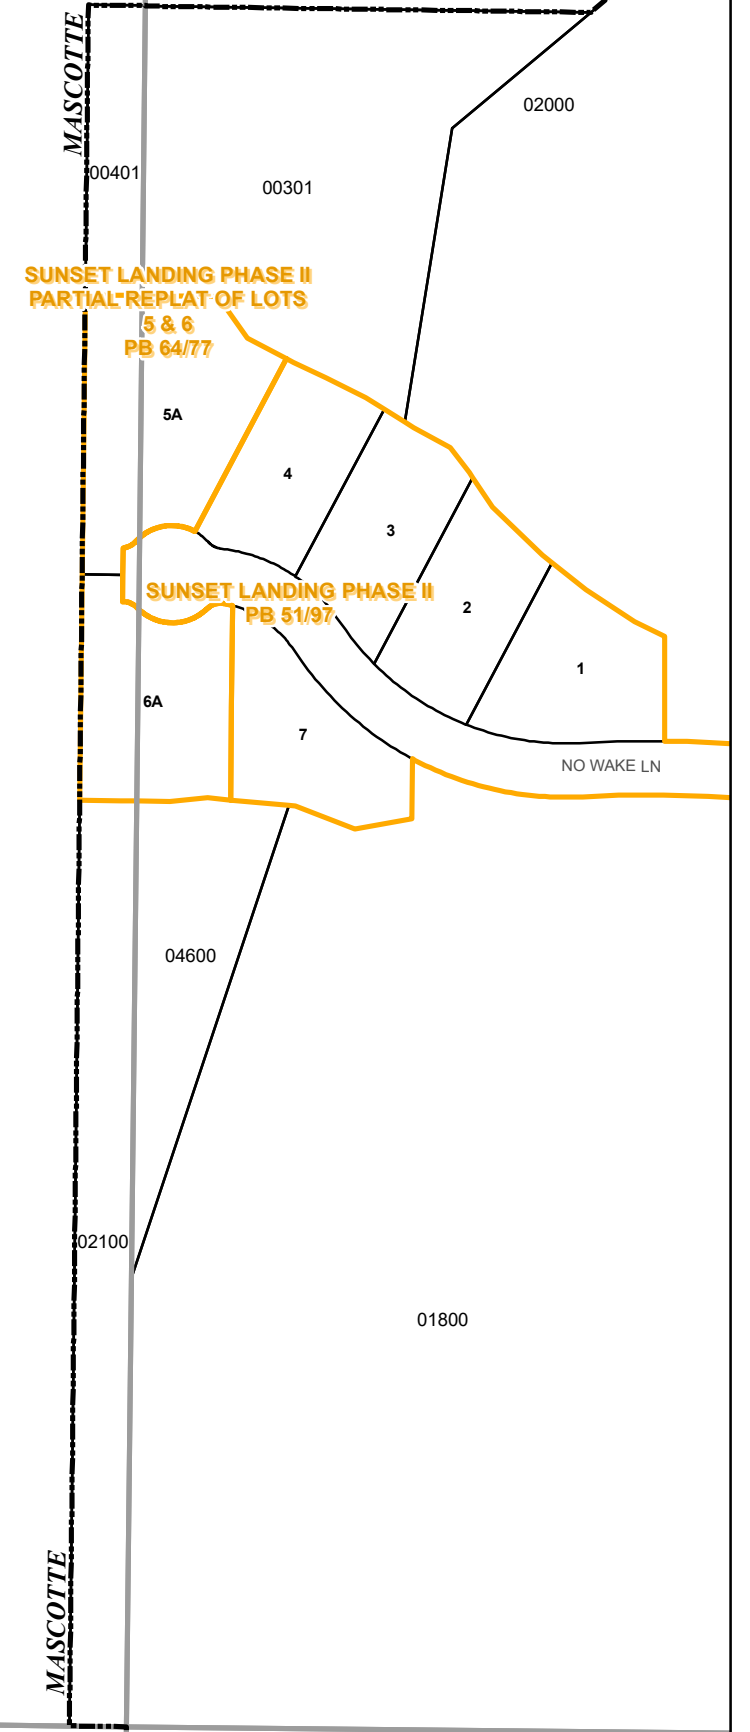 MASCOTTE
02000
00401
00301
SUNSET LANDING PHASE II
PARTIAL REPLAT OF LOTS
5 & 6
PB 64/77
5A
4
3
SUNSET LANDING PHASE II
PB 51/97
2
1
6A
7
NO WAKE LN
04600
02100
01800
MASCOTTE